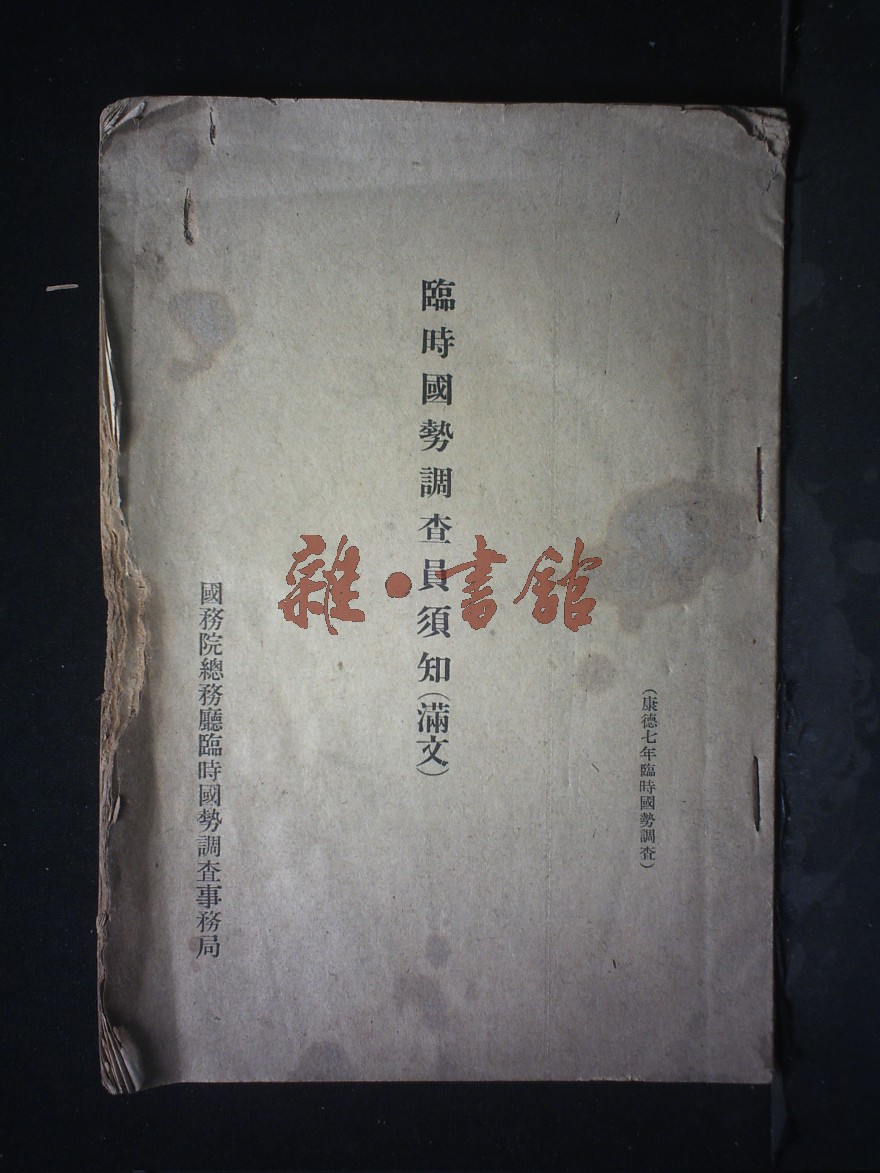 （康德七年臨時國勢調查）
臨時國勢調查員須知（滿文）
國務院總務廳臨時國勢調查事務局
雜·書館